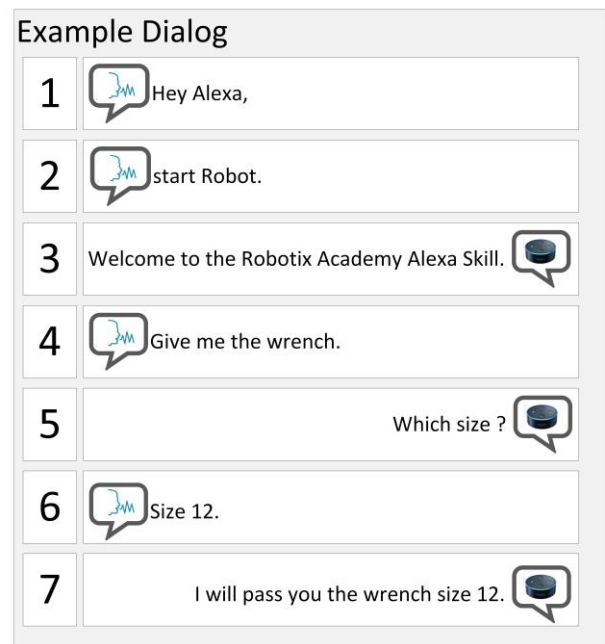 Example Dialog
1 Hey Alexa,
2 start Robot.
3 Welcome to the Robotix Academy Alexa Skill.
4 Give me the wrench.
5 Which size ?
6 Size 12.
7 I will pass you the wrench size 12.